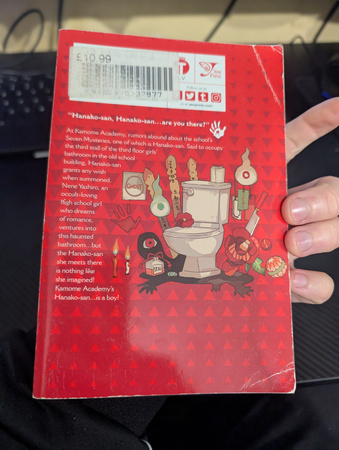 £10.99
"Hanako-san, Hanako-san...are you there?"
At Kamome Academy, rumors abound about the school's
Seven Mysteries, one of which is Hanako-san. Said to occupy
the third stall of the third floor girls'
bathroom in the old school
building, Hanako-san
grants any wish
when summoned.
Nene Yashiro, an
occult-loving
high school girl
who dreams
of romance,
ventures into
this haunted
bathroom...but
the Hanako-san
she meets there
is nothing like
she imagined!
Kamome Academy's
Hanako-san...is a boy!